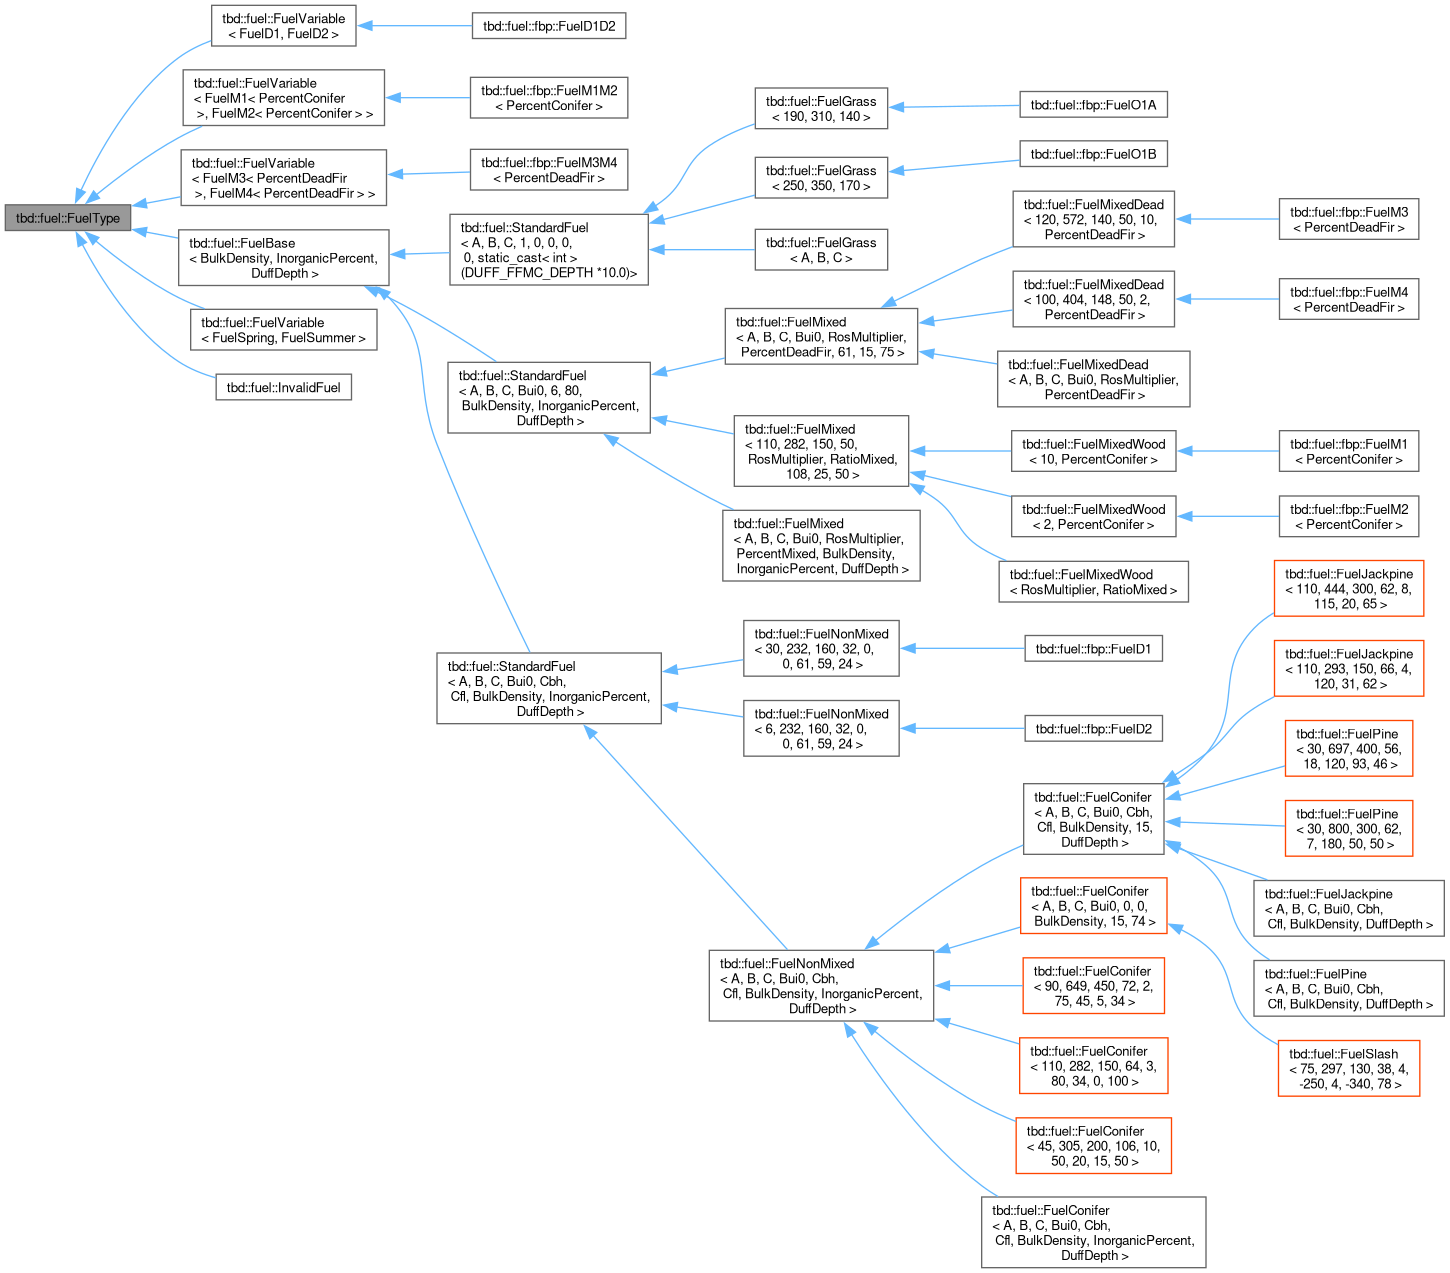 tbd::fuel::FuelType
tbd::fuel::FuelVariable
< FuelD1, FuelD2 >
tbd::fuel::fbp::FuelD1D2
tbd::fuel::FuelVariable
< FuelM1< PercentConifer
>, FuelM2< PercentConifer > >
tbd::fuel::fbp::FuelM1M2
< PercentConifer >
tbd::fuel::FuelVariable
< FuelM3< PercentDeadFir
>, FuelM4< PercentDeadFir > >
tbd::fuel::fbp::FuelM3M4
< PercentDeadFir >
tbd::fuel::FuelBase
< BulkDensity, InorganicPercent,
DuffDepth >
tbd::fuel::FuelVariable
< FuelSpring, FuelSummer >
tbd::fuel::InvalidFuel
tbd::fuel::StandardFuel
< A, B, C, 1, 0, 0, 0,
0, static_cast< int >
(DUFF_FFMC_DEPTH *10.0)>
tbd::fuel::FuelGrass
< 190, 310, 140 >
tbd::fuel::fbp::FuelO1A
tbd::fuel::FuelGrass
< 250, 350, 170 >
tbd::fuel::fbp::FuelO1B
tbd::fuel::FuelGrass
< A, B, C >
tbd::fuel::StandardFuel
< A, B, C, Bui0, 6, 80,
BulkDensity, InorganicPercent,
DuffDepth >
tbd::fuel::FuelMixed
< A, B, C, Bui0, RosMultiplier,
PercentDeadFir, 61, 15, 75 >
tbd::fuel::FuelMixedDead
< 120, 572, 140, 50, 10,
PercentDeadFir >
tbd::fuel::fbp::FuelM3
< PercentDeadFir >
tbd::fuel::FuelMixedDead
< 100, 404, 148, 50, 2,
PercentDeadFir >
tbd::fuel::fbp::FuelM4
< PercentDeadFir >
tbd::fuel::FuelMixedDead
< A, B, C, Bui0, RosMultiplier,
PercentDeadFir >
tbd::fuel::FuelMixed
< 110, 282, 150, 50,
RosMultiplier, RatioMixed,
108, 25, 50 >
tbd::fuel::FuelMixedWood
< 10, PercentConifer >
tbd::fuel::fbp::FuelM1
< PercentConifer >
tbd::fuel::FuelMixedWood
< 2, PercentConifer >
tbd::fuel::fbp::FuelM2
< PercentConifer >
tbd::fuel::FuelMixedWood
< RosMultiplier, RatioMixed >
tbd::fuel::FuelMixed
< A, B, C, Bui0, RosMultiplier,
PercentMixed, BulkDensity,
InorganicPercent, DuffDepth >
tbd::fuel::StandardFuel
< A, B, C, Bui0, Cbh,
Cfl, BulkDensity, InorganicPercent,
DuffDepth >
tbd::fuel::FuelNonMixed
< 30, 232, 160, 32, 0,
0, 61, 59, 24 >
tbd::fuel::fbp::FuelD1
tbd::fuel::FuelNonMixed
< 6, 232, 160, 32, 0,
0, 61, 59, 24 >
tbd::fuel::fbp::FuelD2
tbd::fuel::FuelNonMixed
< A, B, C, Bui0, Cbh,
Cfl, BulkDensity, InorganicPercent,
DuffDepth >
tbd::fuel::FuelConifer
< A, B, C, Bui0, Cbh,
Cfl, BulkDensity, 15,
DuffDepth >
tbd::fuel::FuelJackpine
< 110, 444, 300, 62, 8,
115, 20, 65 >
tbd::fuel::FuelJackpine
< 110, 293, 150, 66, 4,
120, 31, 62 >
tbd::fuel::FuelPine
< 30, 697, 400, 56,
18, 120, 93, 46 >
tbd::fuel::FuelPine
< 30, 800, 300, 62,
7, 180, 50, 50 >
tbd::fuel::FuelJackpine
< A, B, C, Bui0, Cbh,
Cfl, BulkDensity, DuffDepth >
tbd::fuel::FuelPine
< A, B, C, Bui0, Cbh,
Cfl, BulkDensity, DuffDepth >
tbd::fuel::FuelConifer
< A, B, C, Bui0, 0, 0,
BulkDensity, 15, 74 >
tbd::fuel::FuelSlash
< 75, 297, 130, 38, 4,
-250, 4, -340, 78 >
tbd::fuel::FuelConifer
< 90, 649, 450, 72, 2,
75, 45, 5, 34 >
tbd::fuel::FuelConifer
< 110, 282, 150, 64, 3,
80, 34, 0, 100 >
tbd::fuel::FuelConifer
< 45, 305, 200, 106, 10,
50, 20, 15, 50 >
tbd::fuel::FuelConifer
< A, B, C, Bui0, Cbh,
Cfl, BulkDensity, InorganicPercent,
DuffDepth >